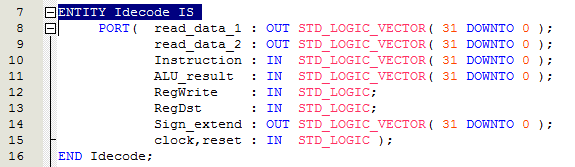 7 ENTITY Idecode IS
8 PORT( read_data_1 : OUT STD_LOGIC_VECTOR( 31 DOWNTO 0 );
9 read_data_2 : OUT STD_LOGIC_VECTOR( 31 DOWNTO 0 );
10 Instruction : IN STD_LOGIC_VECTOR( 31 DOWNTO 0 );
11 ALU_result : IN STD_LOGIC_VECTOR( 31 DOWNTO 0 );
12 RegWrite : IN STD_LOGIC;
13 RegDst : IN STD_LOGIC;
14 Sign_extend : OUT STD_LOGIC_VECTOR( 31 DOWNTO 0 );
15 clock,reset : IN STD_LOGIC );
16 END Idecode;